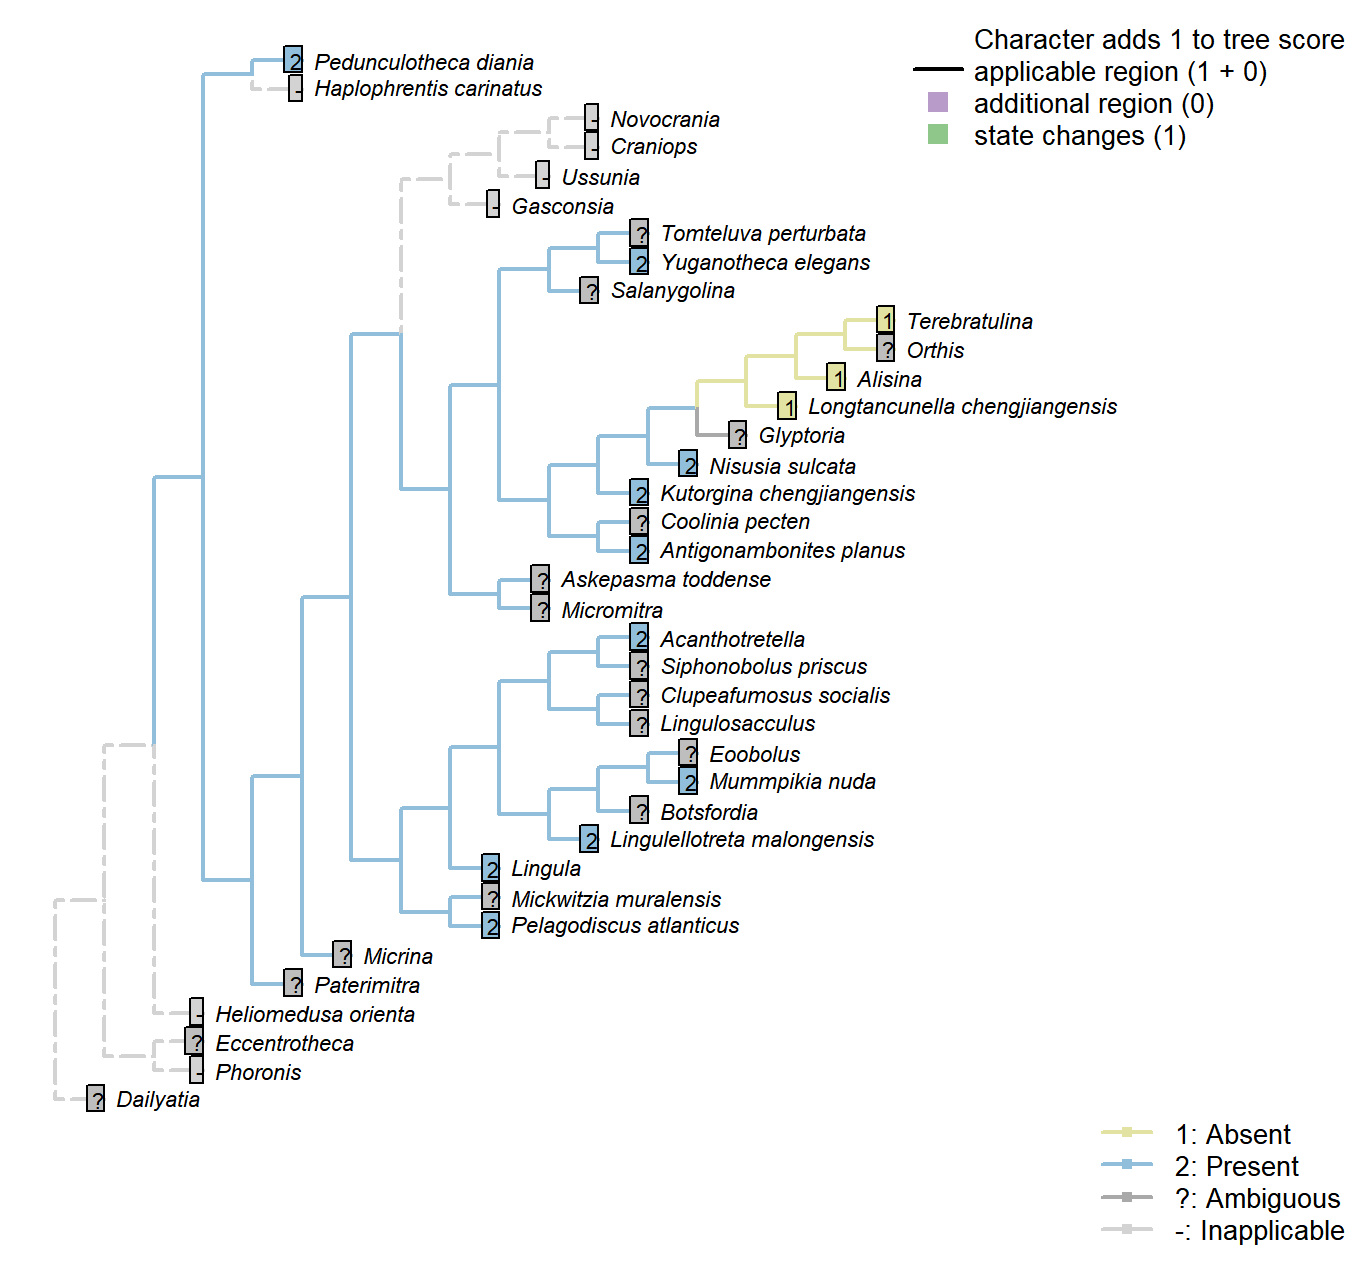 Character adds 1 to tree score
applicable region (1 + 0)
additional region (0)
state changes (1)
2 Pedunculotheca diania
- Haplophrentis carinatus
- Novocrania
- Craniops
- Ussunia
- Gasconsia
? Tomteluva perturbata
2 Yuganotheca elegans
? Salanygolina
1 Terebratulina
? Orthis
1 Alisina
1 Longtancunella chengjiangensis
? Glyptoria
2 Nisusia sulcata
2 Kutorgina chengjiangensis
? Coolinia pecten
2 Antigonambonites planus
? Askepasma toddense
? Micromitra
2 Acanthotretella
? Siphonobolus priscus
? Clupeafumosus socialis
? Lingulosacculus
? Eoobolus
2 Mummpikia nuda
? Botsfordia
2 Lingulellotreta malongensis
2 Lingula
? Mickwitzia muralensis
2 Pelagodiscus atlanticus
? Micrina
? Paterimitra
- Heliomedusa orienta
? Eccentrotheca
- Phoronis
? Dailyatia
1: Absent
2: Present
?: Ambiguous
-: Inapplicable